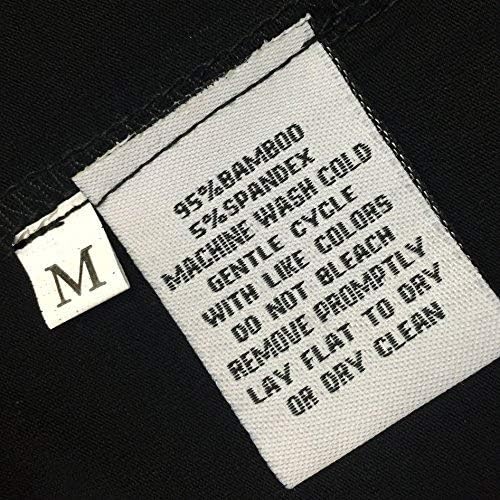 95%BAMBOO
5%SPANDEX
MACHINE WASH COLD
GENTLE CYCLE
WITH LIKE COLORS
DO NOT BLEACH
REMOVE PROMPTLY
LAY FLAT TO DRY
OR DRY CLEAN
M